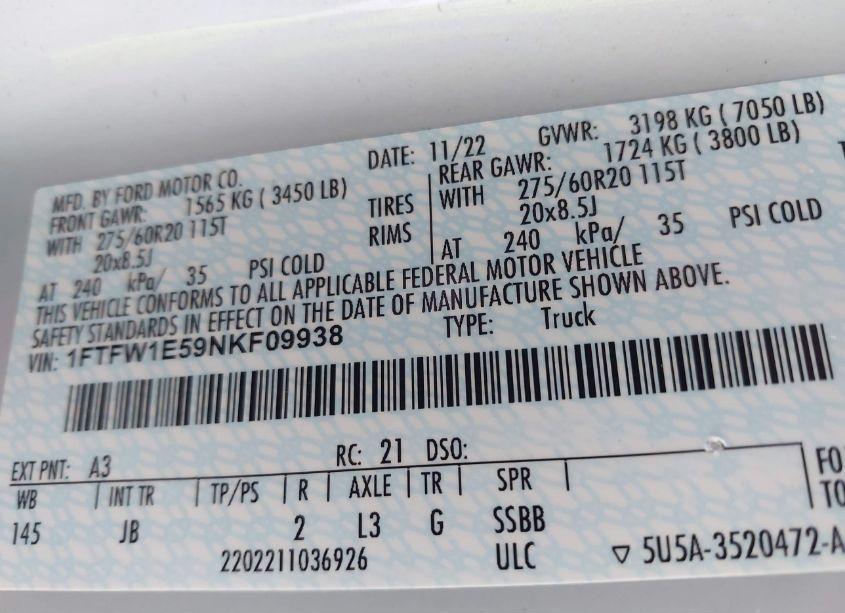 MFD. BY FORD MOTOR CO. DATE: 11/22 GVWR: 3198 KG ( 7050 LB)
FRONT GAWR: 1565 KG ( 3450 LB) REAR GAWR: 1724 KG ( 3800 LB)
WITH 275/60R20 115T TIRES WITH 275/60R20 115T
20x8.5J RIMS 20x8.5J
AT 240 kPa/ 35 PSI COLD AT 240 kPa/ 35 PSI COLD
THIS VEHICLE CONFORMS TO ALL APPLICABLE FEDERAL MOTOR VEHICLE
SAFETY STANDARDS IN EFFECT ON THE DATE OF MANUFACTURE SHOWN ABOVE.
VIN: 1FTFW1E59NKF09938 TYPE: Truck
EXT PNT: A3 RC: 21 DSO:
WB INT TR TP/PS R AXLE TR SPR
145 JB 2 L3 G SSBB
2202211036926 ULC
FO
TO
▽ 5U5A-3520472-A